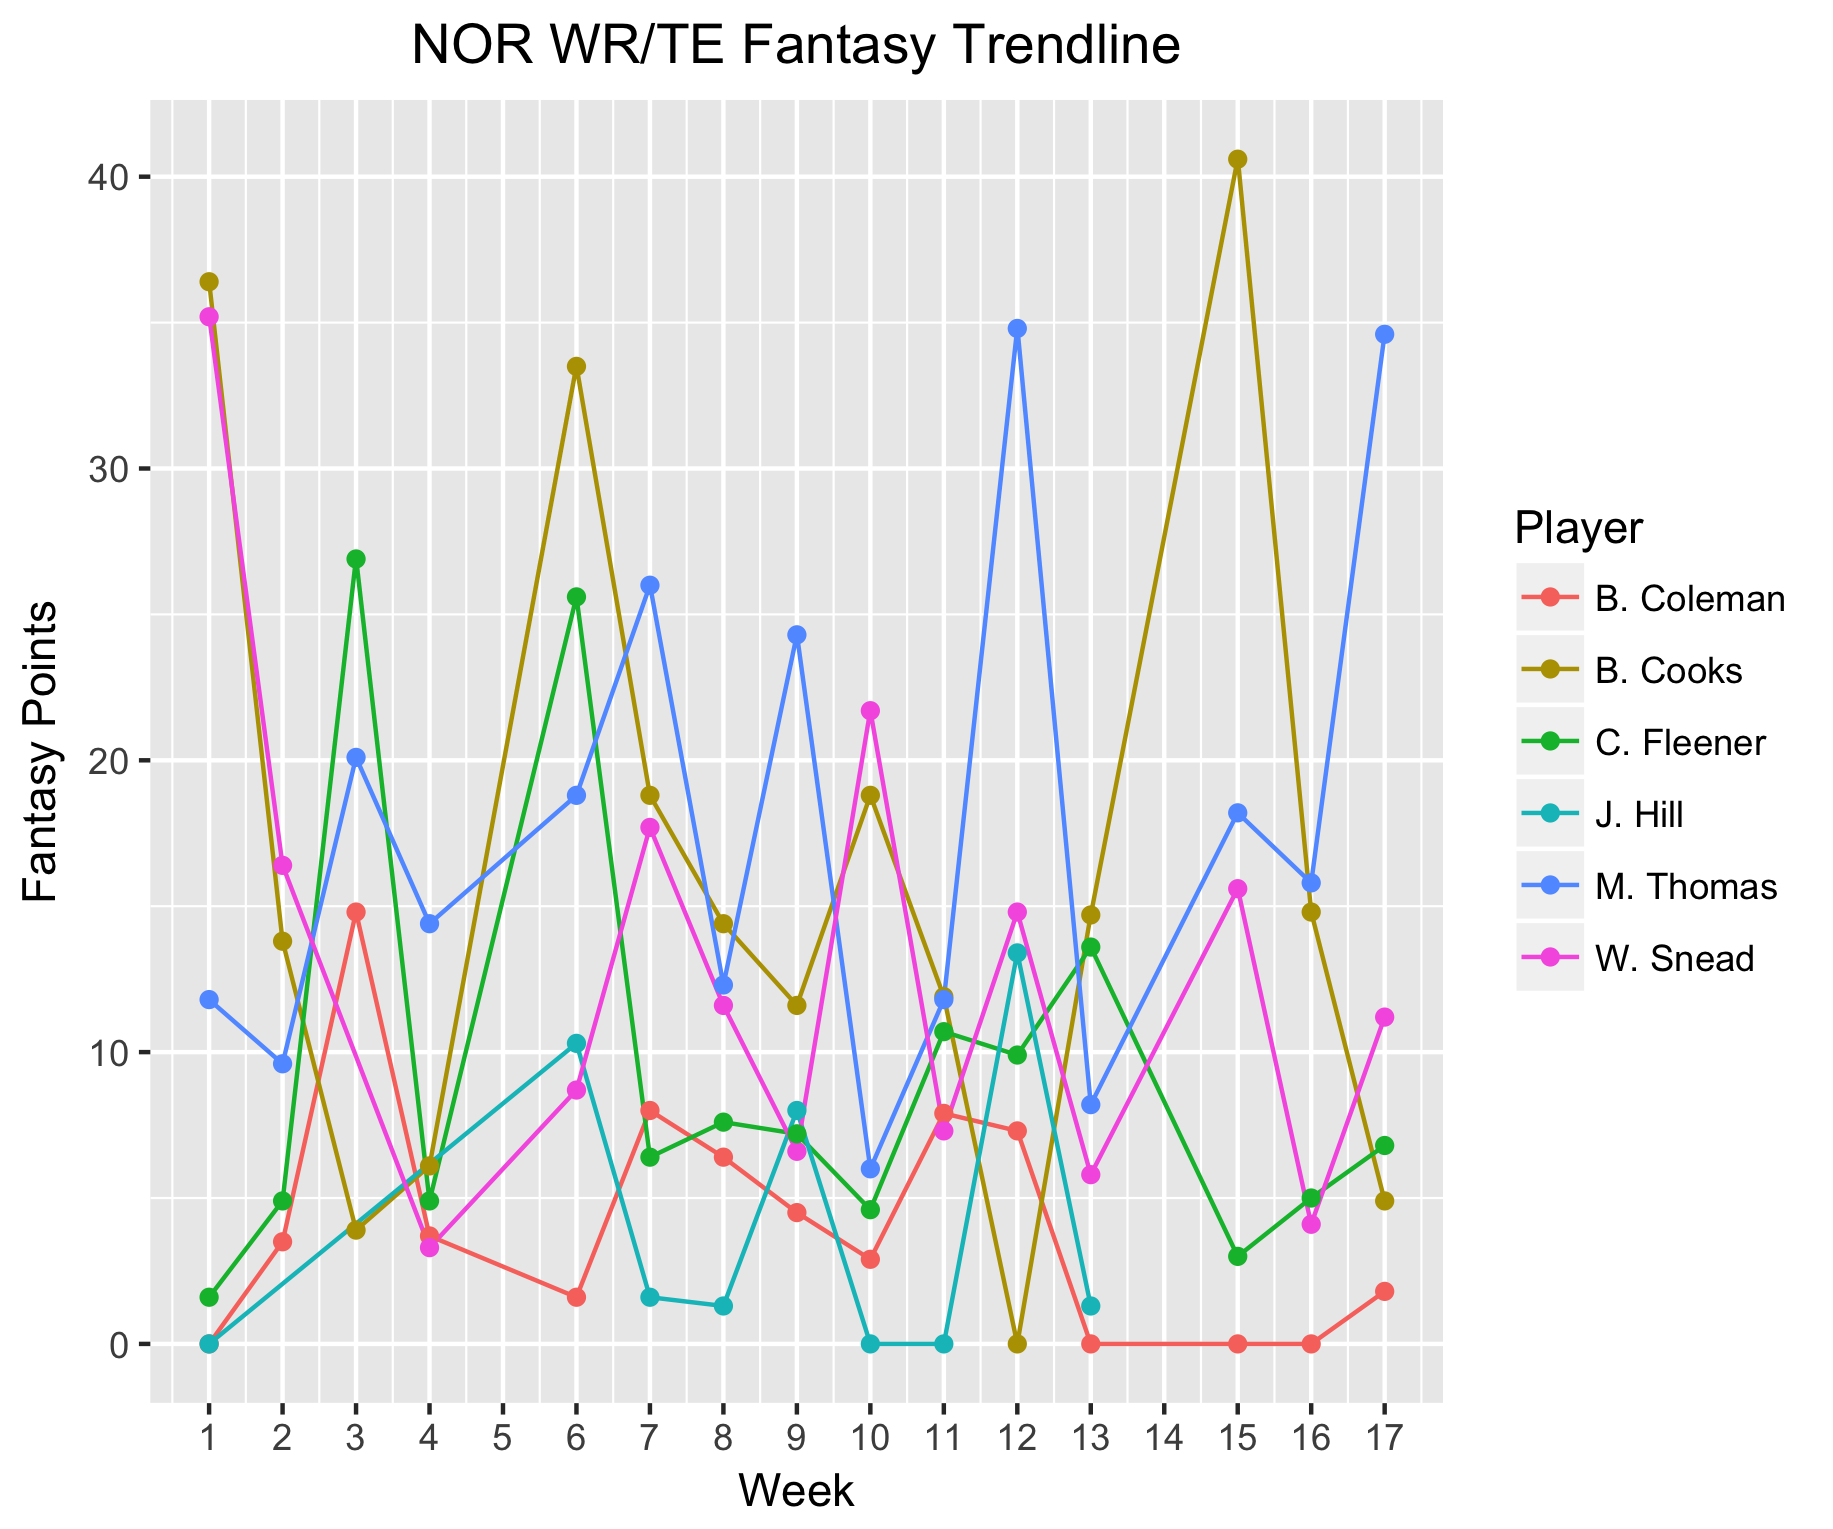 NOR WR/TE Fantasy Trendline
Fantasy Points
40
30
20
10
0
1 2 3 4 5 6 7 8 9 10 11 12 13 14 15 16 17
Week
Player
B. Coleman
B. Cooks
C. Fleener
J. Hill
M. Thomas
W. Snead